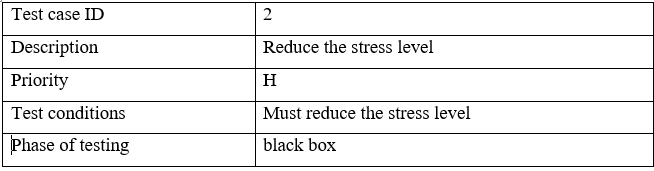 Test case ID 2
Description Reduce the stress level
Priority H
Test conditions Must reduce the stress level
Phase of testing black box